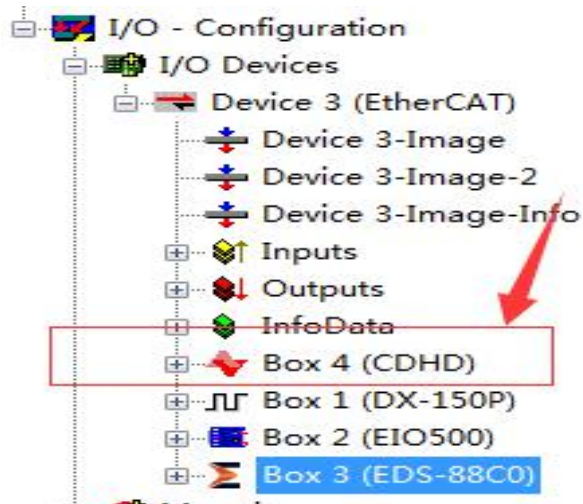 I/O - Configuration
I/O Devices
Device 3 (EtherCAT)
Device 3-Image
Device 3-Image-2
Device 3-Image-Info
Inputs
Outputs
InfoData
Box 4 (CDHD)
Box 1 (DX-150P)
Box 2 (EIO500)
Box 3 (EDS-88C0)